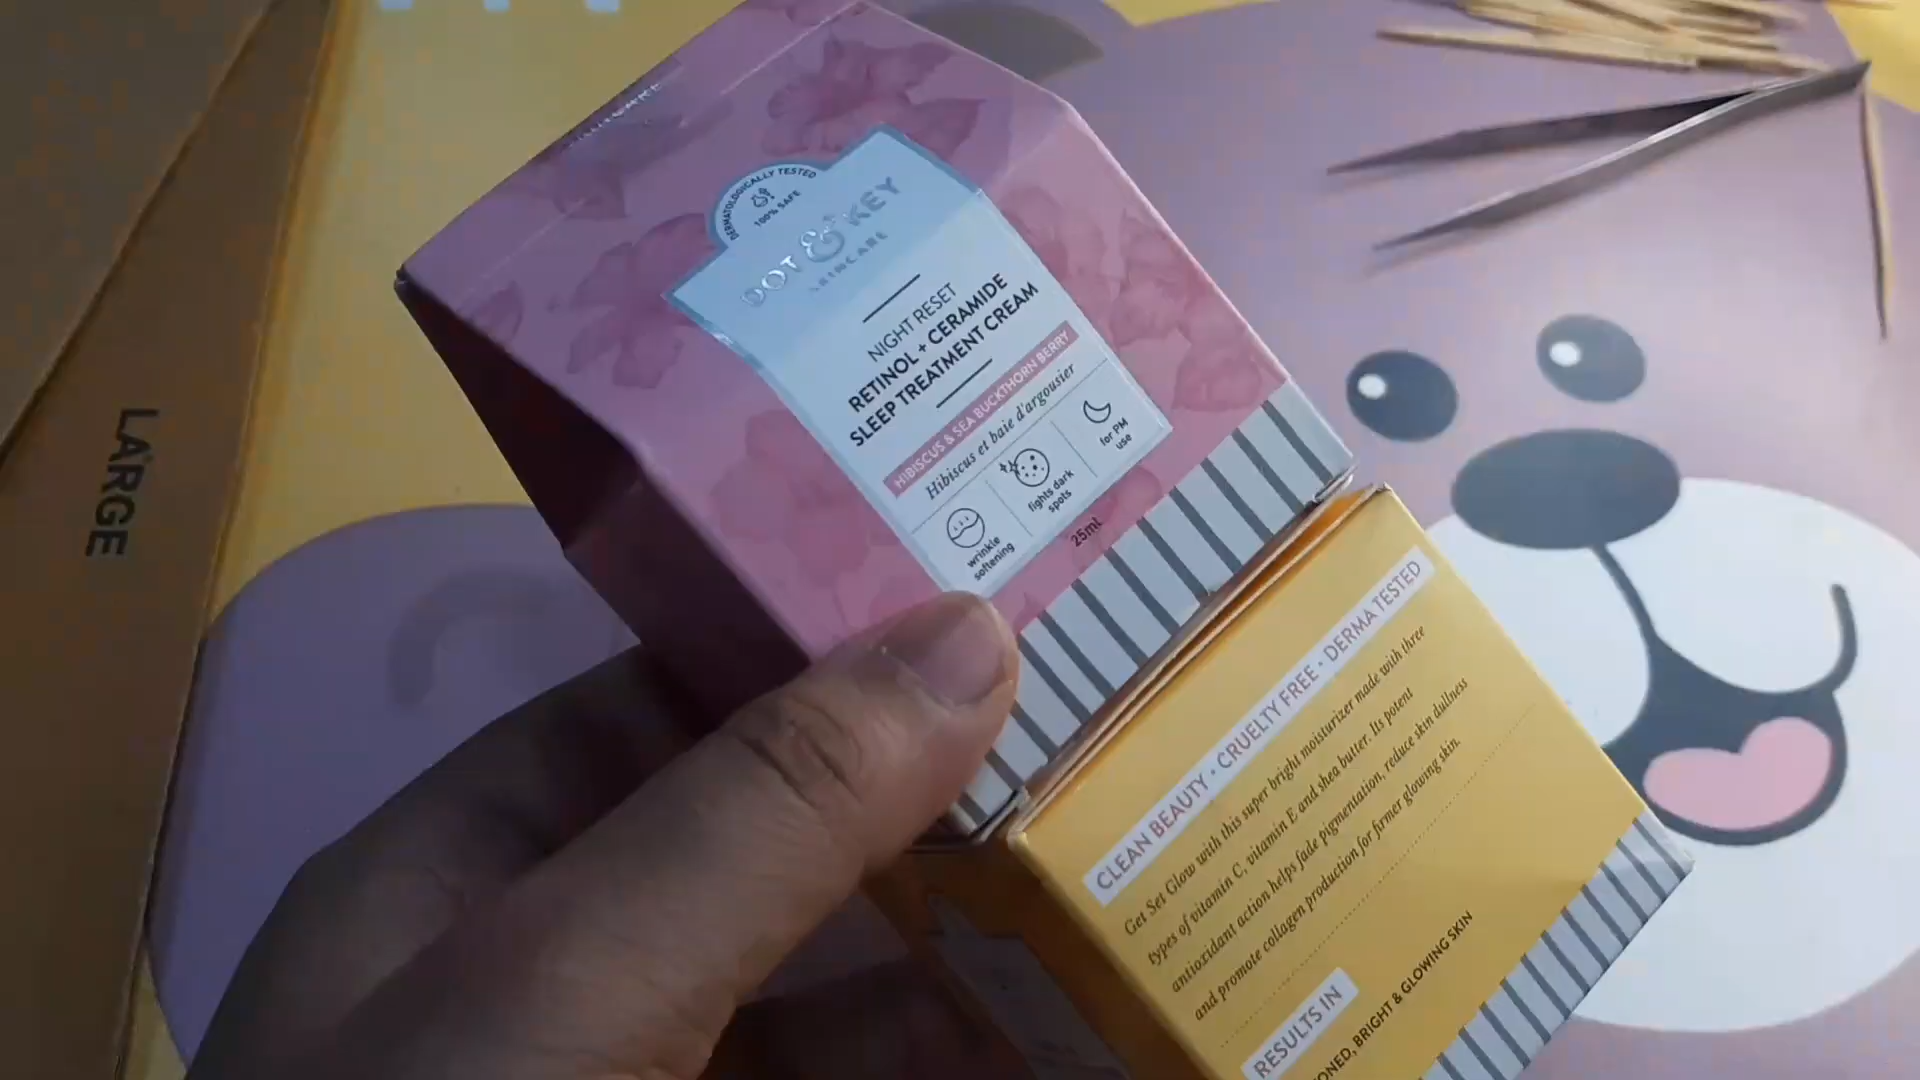 LARGE
DERMATOLOGICALLY TESTED
100% SAFE
DOT & KEY
SKINCARE
NIGHT RESET
RETINOL + CERAMIDE
SLEEP TREATMENT CREAM
HIBISCUS & SEA BUCKTHORN BERRY
Hibiscus et baie d'argousier
wrinkle
softening
fights dark
spots
for PM
use
25ml
CLEAN BEAUTY • CRUELTY FREE • DERMA TESTED
Get Set Glow with this super bright moisturizer made with three
types of vitamin C, vitamin E and shea butter. Its potent
antioxidant action helps fade pigmentation, reduce skin dullness
and promote collagen production for firmer glowing skin.
RESULTS IN
BRIGHT & GLOWING SKIN